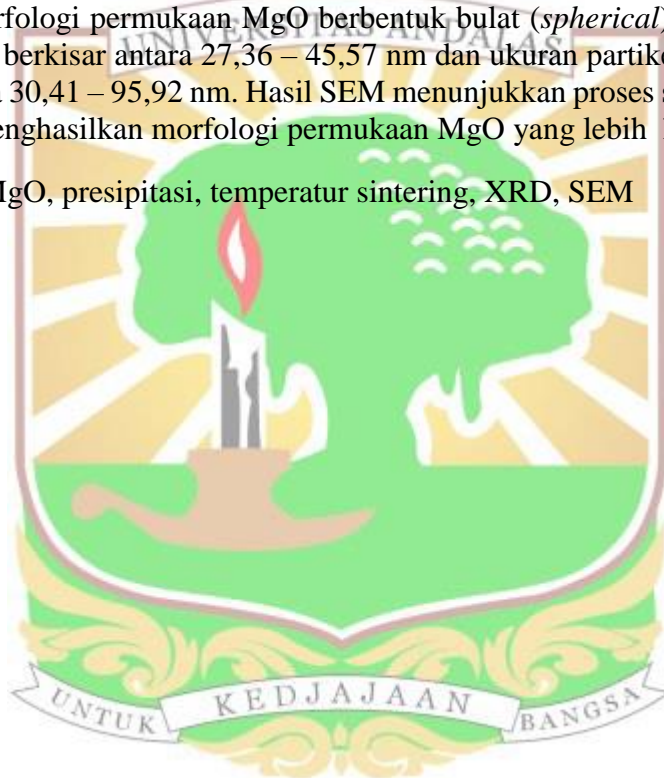 rfologi permukaan MgO berbentuk bulat (spherical)
UNIVERSITAS ANDALAS
berkisar antara 27,36 – 45,57 nm dan ukuran partike
30,41 – 95,92 nm. Hasil SEM menunjukkan proses s
enghasilkan morfologi permukaan MgO yang lebih
MgO, presipitasi, temperatur sintering, XRD, SEM
UNTUK KEDJAJAAN BANGSA